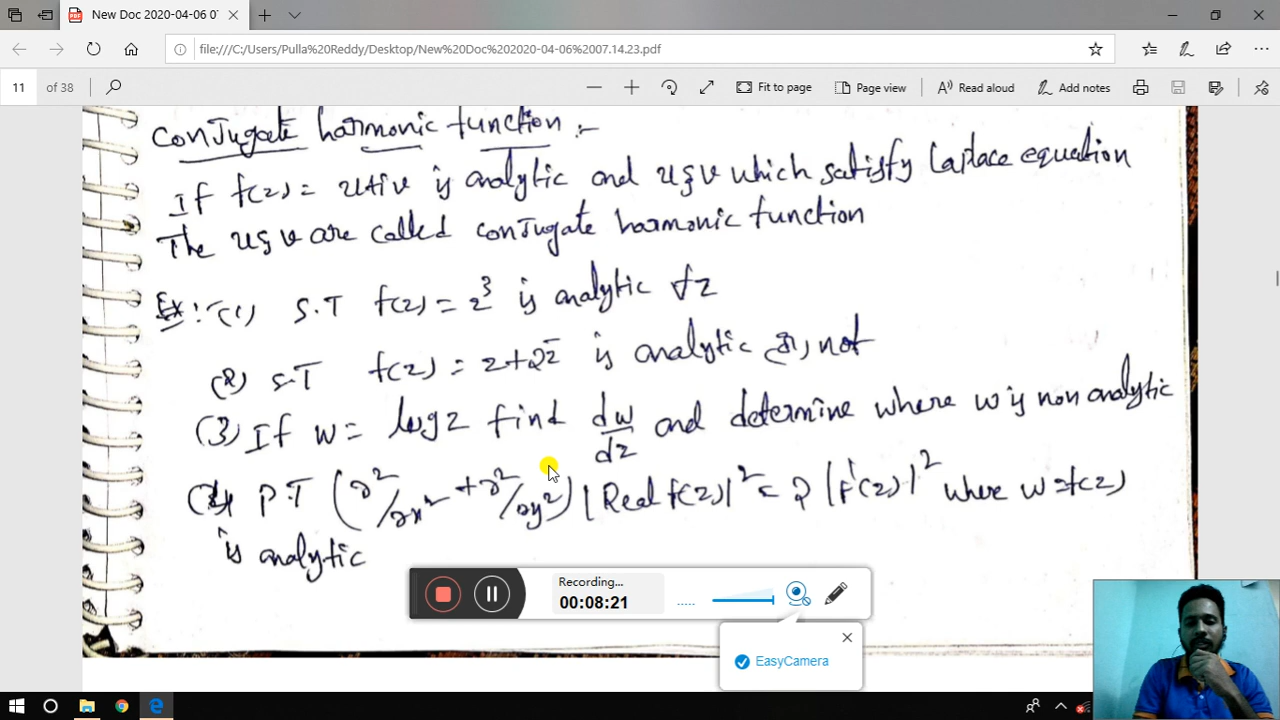 New Doc 2020-04-06 07
file:///C:/Users/Pulla%20Reddy/Desktop/New%20Doc%202020-04-06%2007.14.23.pdf
11 of 38
Fit to page
Page view
Read aloud
Add notes
Conjugate harmonic function :-
If f(z) = u+iv is analytic and u & v which satisfy Laplace equation
The u & v are called conjugate harmonic function
Ex:- (1) S.T f(z) = z³ is analytic ∀z
(2) S.T f(z) = z+2z̄ is analytic or not
(3) If w = log z find dw/dz and determine where w is non analytic
(4) P.T (∂²/∂x² + ∂²/∂y²) |Real f(z)|² = 2 |f'(z)|² where w=f(z)
is analytic
Recording...
00:08:21
EasyCamera